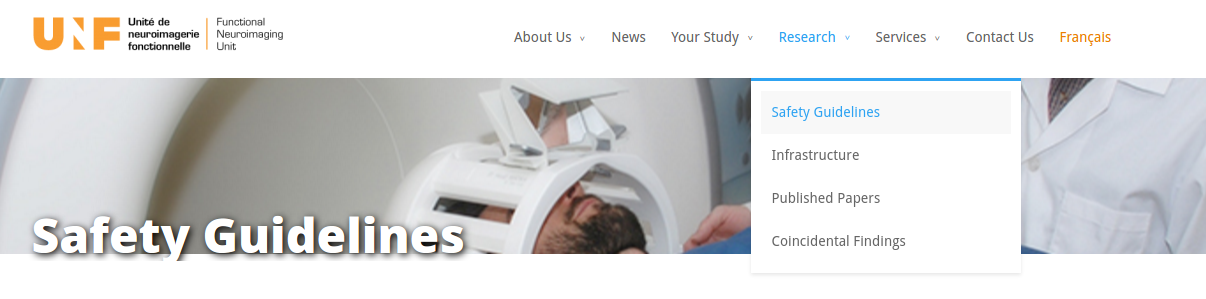 UNF
Unité de
neuroimagerie
fonctionnelle
Functional
Neuroimaging
Unit
About Us
News
Your Study
Research
Services
Contact Us
Français
Safety Guidelines
Infrastructure
Published Papers
Coincidental Findings
Safety Guidelines